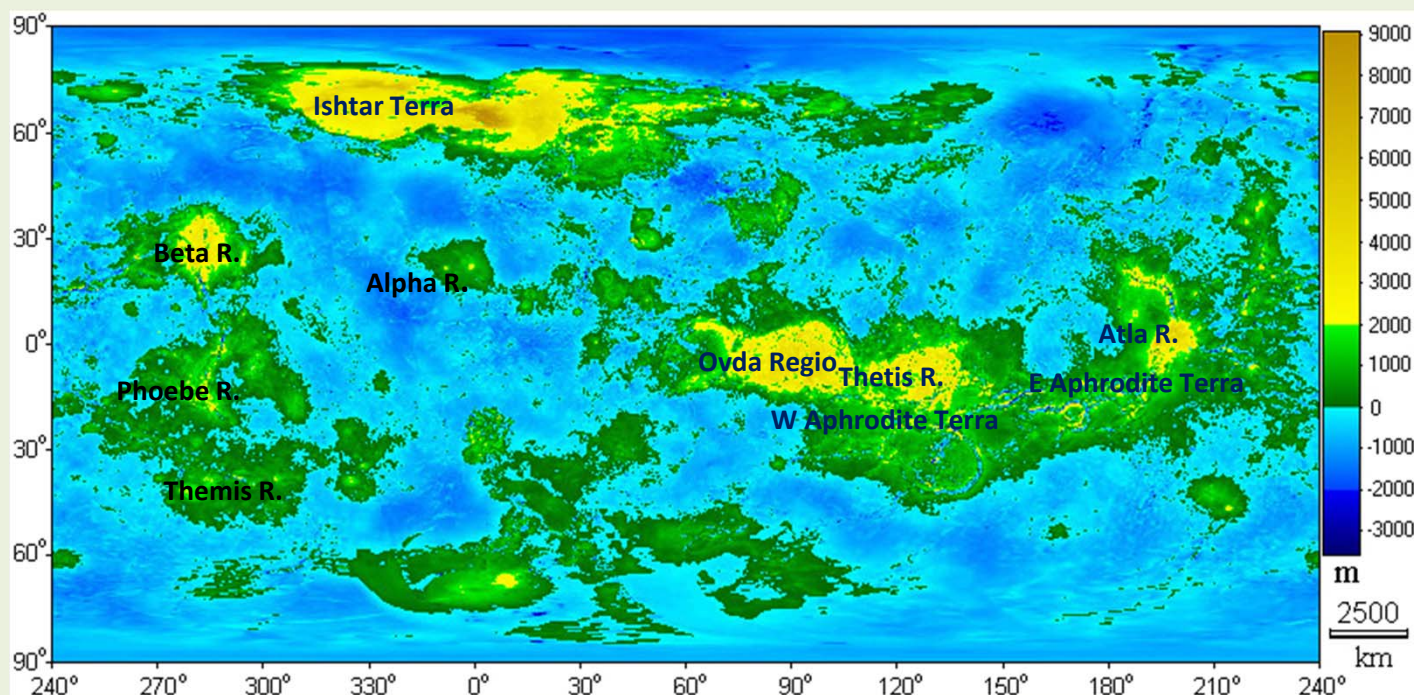 90°
60°
30°
0°
30°
60°
90°
Ishtar Terra
Beta R.
Alpha R.
Atla R.
Ovda Regio
Thetis R.
E Aphrodite Terra
Phoebe R.
W Aphrodite Terra
Themis R.
240° 270° 300° 330° 0° 30° 60° 90° 120° 150° 180° 210° 240°
9000
8000
7000
6000
5000
4000
3000
2000
1000
0
-1000
-2000
-3000
m
2500
km